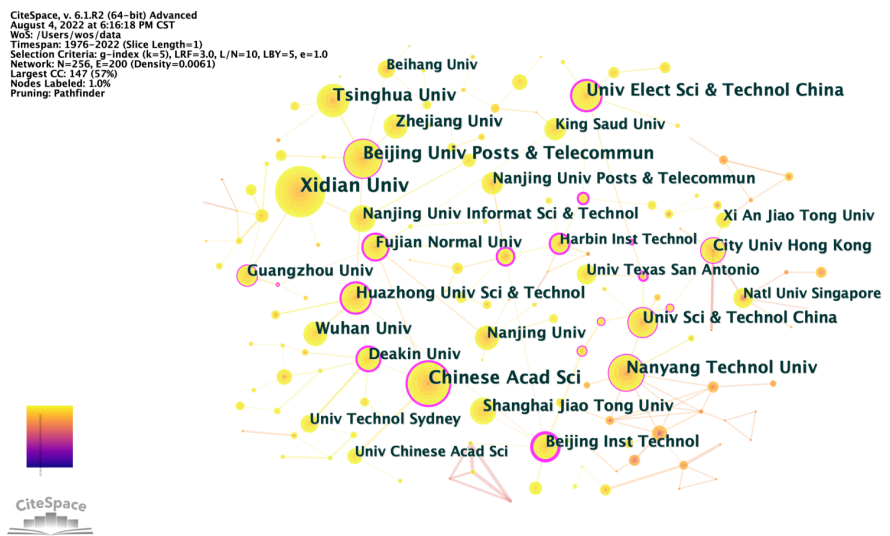 CiteSpace, v. 6.1.R2 (64-bit) Advanced
August 4, 2022 at 6:16:18 PM CST
WoS: /Users/wos/data
Timespan: 1976-2022 (Slice Length=1)
Selection Criteria: g-index (k=5), LRF=3.0, L/N=10, LBY=5, e=1.0
Network: N=256, E=200 (Density=0.0061)
Largest CC: 147 (57%)
Nodes Labeled: 1.0%
Pruning: Pathfinder
Beihang Univ
Tsinghua Univ
Univ Elect Sci & Technol China
Zhejiang Univ
King Saud Univ
Beijing Univ Posts & Telecommun
Xidian Univ
Nanjing Univ Posts & Telecommun
Nanjing Univ Informat Sci & Technol
Xi An Jiao Tong Univ
Fujian Normal Univ
Harbin Inst Technol
City Univ Hong Kong
Guangzhou Univ
Univ Texas San Antonio
Huazhong Univ Sci & Technol
Natl Univ Singapore
Wuhan Univ
Nanjing Univ
Univ Sci & Technol China
Deakin Univ
Chinese Acad Sci
Nanyang Technol Univ
Shanghai Jiao Tong Univ
Univ Technol Sydney
Beijing Inst Technol
Univ Chinese Acad Sci
CiteSpace